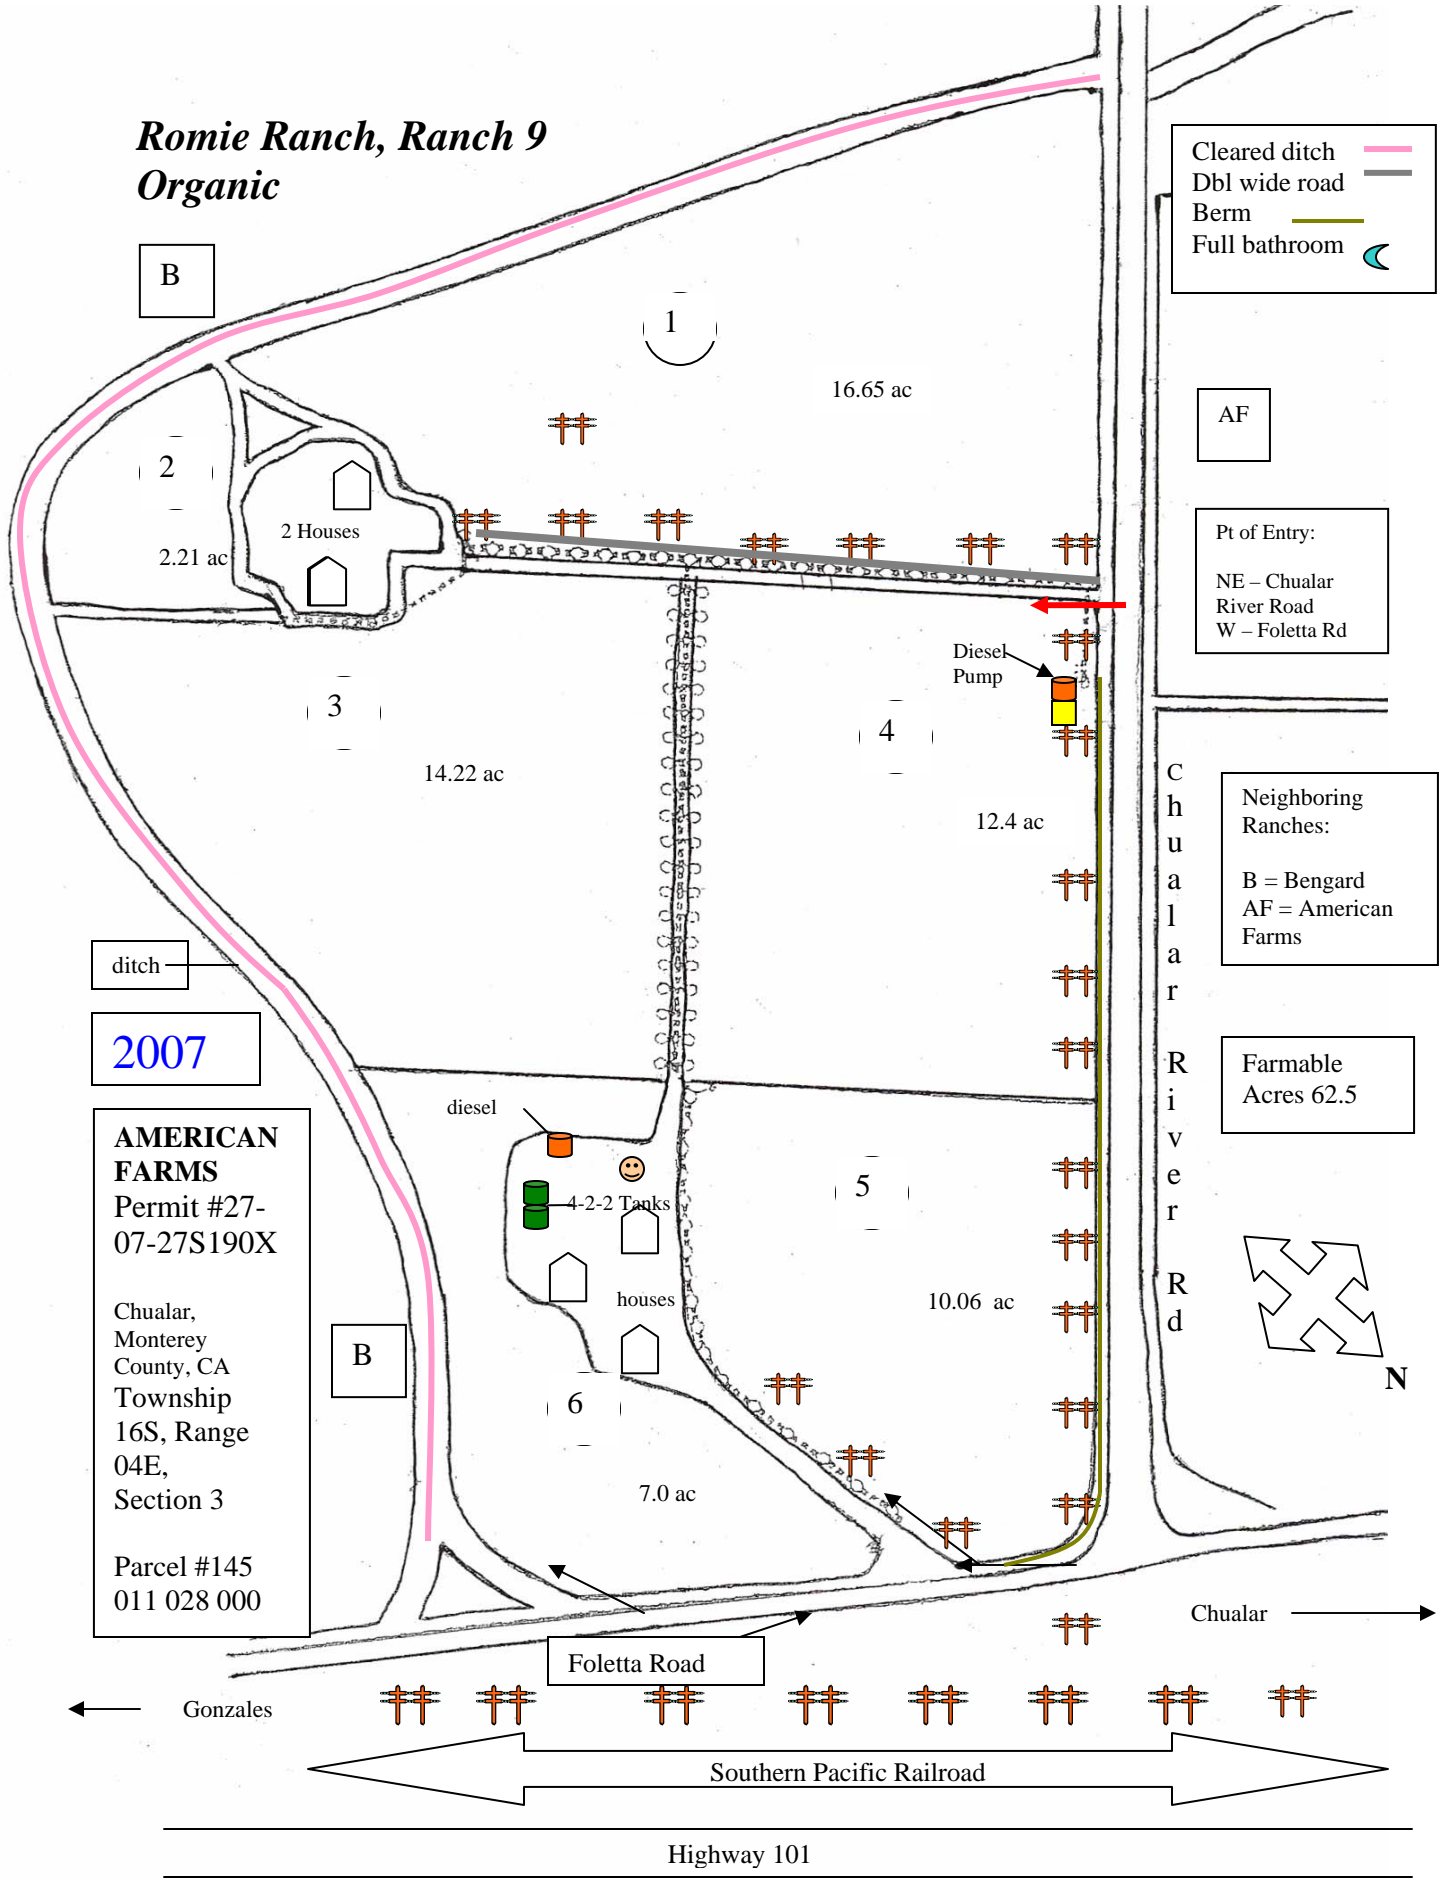 Romie Ranch, Ranch 9
Organic
Cleared ditch
Dbl wide road
Berm
Full bathroom
B
1
16.65 ac
AF
2
2 Houses
2.21 ac
Pt of Entry:
NE – Chualar
River Road
W – Foletta Rd
Diesel
Pump
3
4
14.22 ac
12.4 ac
Chualar River Rd
Neighboring
Ranches:
B = Bengard
AF = American
Farms
ditch
2007
Farmable
Acres 62.5
diesel
4-2-2 Tanks
AMERICAN
FARMS
Permit #27-
07-27S190X
Chualar,
Monterey
County, CA
Township
16S, Range
04E,
Section 3
Parcel #145
011 028 000
5
10.06 ac
houses
B
N
6
7.0 ac
Chualar
Foletta Road
Gonzales
Southern Pacific Railroad
Highway 101